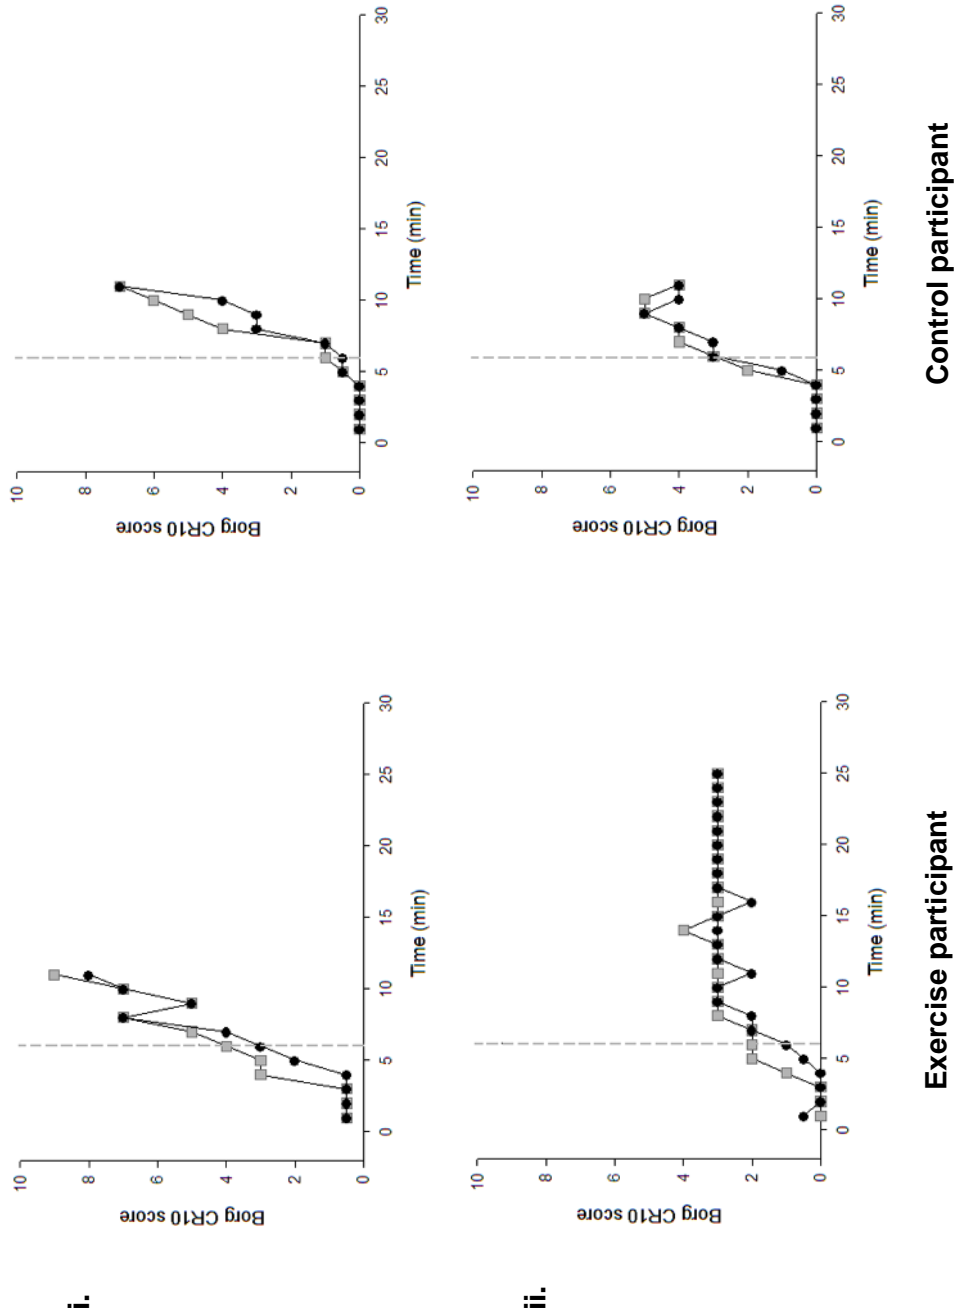 i.
Borg CR10 score
10
8
6
4
2
0
0 5 10 15 20 25 30
Time (min)
Borg CR10 score
10
8
6
4
2
0
0 5 10 15 20 25 30
Time (min)
ii.
Borg CR10 score
10
8
6
4
2
0
0 5 10 15 20 25 30
Time (min)
Borg CR10 score
10
8
6
4
2
0
0 5 10 15 20 25 30
Time (min)
Exercise participant
Control participant